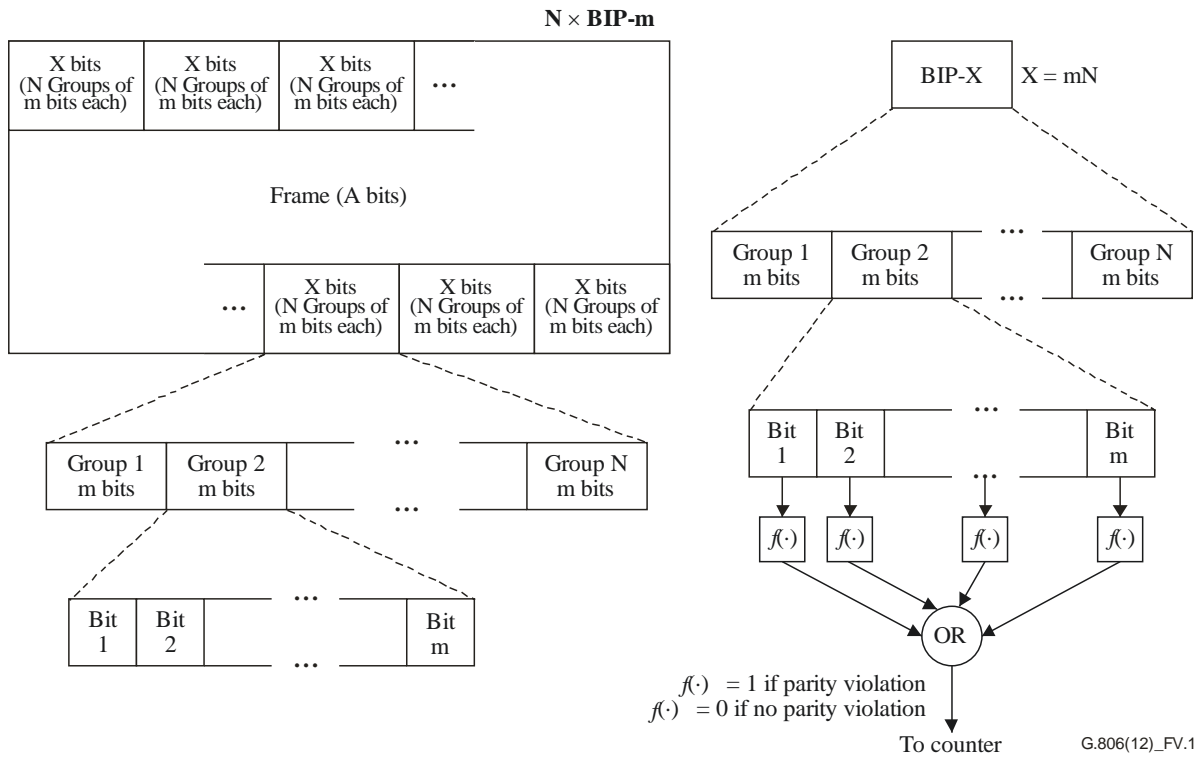 N × BIP-m
X bits
(N Groups of
m bits each)
X bits
(N Groups of
m bits each)
X bits
(N Groups of
m bits each)
...
Frame (A bits)
...
X bits
(N Groups of
m bits each)
X bits
(N Groups of
m bits each)
X bits
(N Groups of
m bits each)
Group 1
m bits
Group 2
m bits
...
...
Group N
m bits
Bit
1
Bit
2
...
...
Bit
m
BIP-X
X = mN
Group 1
m bits
Group 2
m bits
...
...
Group N
m bits
Bit
1
Bit
2
...
...
Bit
m
f(·)
f(·)
f(·)
f(·)
OR
f(·) = 1 if parity violation
f(·) = 0 if no parity violation
To counter
G.806(12)_FV.1